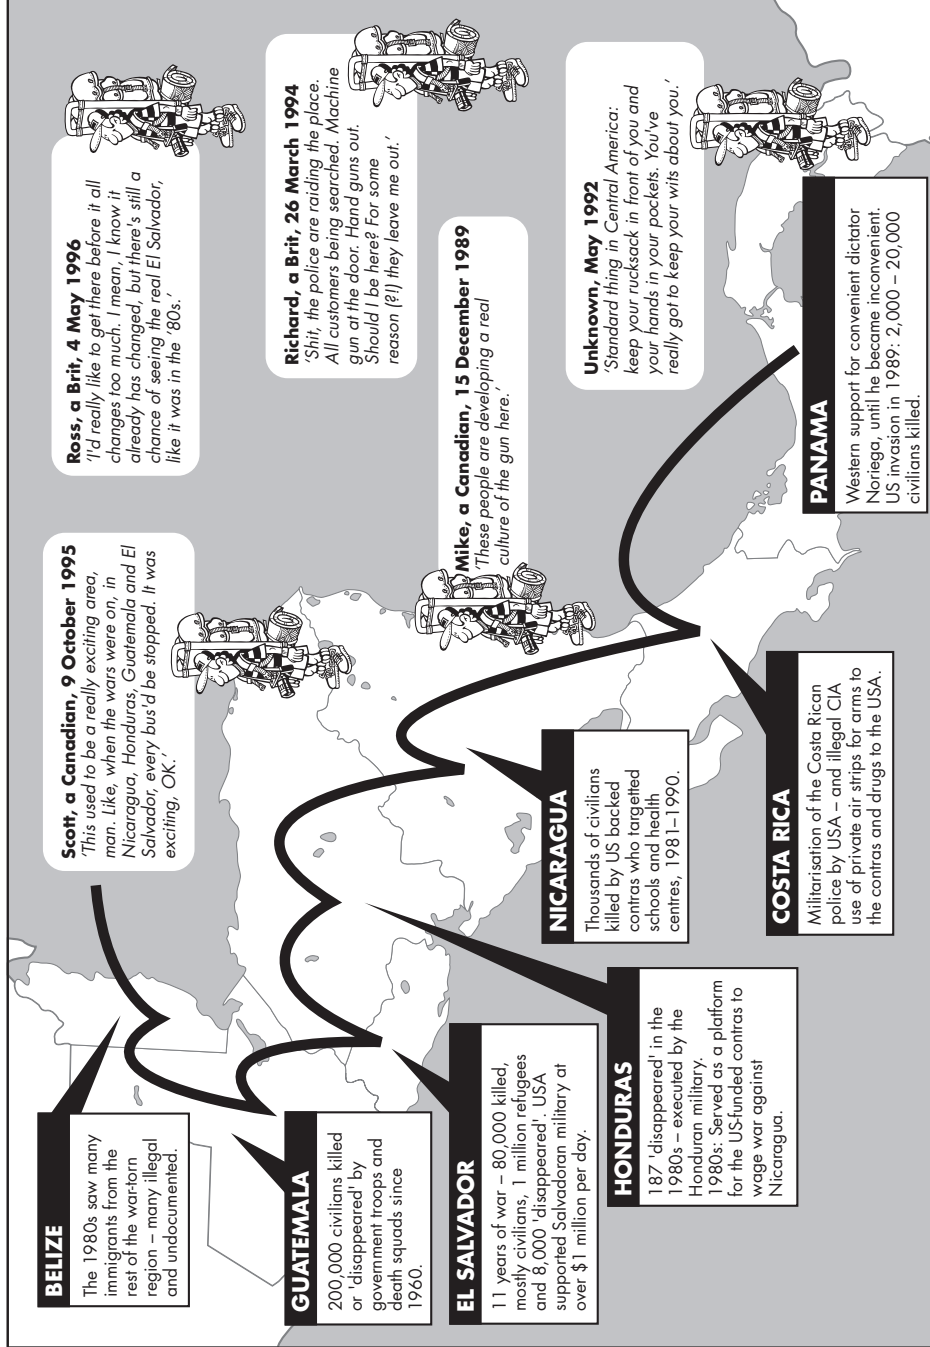 Scott, a Canadian, 9 October 1995
'This used to be a really exciting area,
man. Like, when the wars were on, in
Nicaragua, Honduras, Guatemala and El
Salvador, every bus'd be stopped. It was
exciting, OK.'
Ross, a Brit, 4 May 1996
'I'd really like to get there before it all
changes too much. I mean, I know it
already has changed, but there's still a
chance of seeing the real El Salvador,
like it was in the '80s.'
Richard, a Brit, 26 March 1994
'Shit, the police are raiding the place.
All customers being searched. Machine
gun at the door. Hand guns out.
Should I be here? For some
reason (?!) they leave me out.'
Mike, a Canadian, 15 December 1989
'These people are developing a real
culture of the gun here.'
Unknown, May 1992
'Standard thing in Central America:
keep your rucksack in front of you and
your hands in your pockets. You've
really got to keep your wits about you.'
BELIZE
The 1980s saw many
immigrants from the
rest of the war-torn
region – many illegal
and undocumented.
GUATEMALA
200,000 civilians killed
or 'disappeared' by
government troops and
death squads since
1960.
EL SALVADOR
11 years of war – 80,000 killed,
mostly civilians, 1 million refugees
and 8,000 'disappeared'. USA
supported Salvadoran military at
over $1 million per day.
HONDURAS
187 'disappeared' in the
1980s – executed by the
Honduran military.
1980s: Served as a platform
for the US-funded contras to
wage war against
Nicaragua.
NICARAGUA
Thousands of civilians
killed by US backed
contras who targetted
schools and health
centres, 1981–1990.
COSTA RICA
Militarisation of the Costa Rican
police by USA – and illegal CIA
use of private air strips for arms to
the contras and drugs to the USA.
PANAMA
Western support for convenient dictator
Noriega, until he became inconvenient.
US invasion in 1989: 2,000 – 20,000
civilians killed.